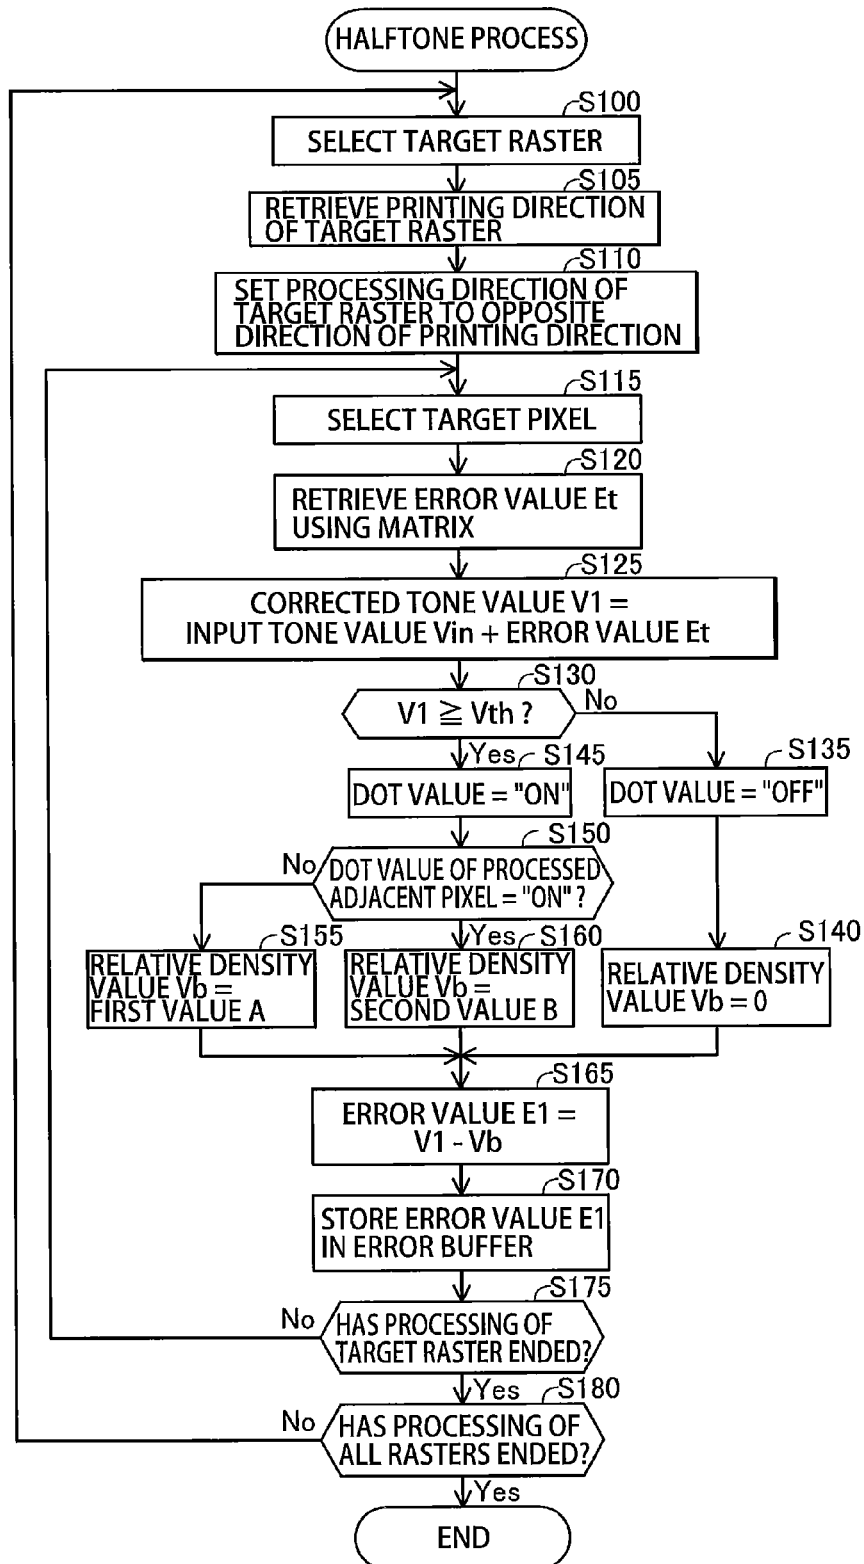 HALFTONE PROCESS
S100
SELECT TARGET RASTER
S105
RETRIEVE PRINTING DIRECTION
OF TARGET RASTER
S110
SET PROCESSING DIRECTION OF
TARGET RASTER TO OPPOSITE
DIRECTION OF PRINTING DIRECTION
S115
SELECT TARGET PIXEL
S120
RETRIEVE ERROR VALUE Et
USING MATRIX
S125
CORRECTED TONE VALUE V1 =
INPUT TONE VALUE Vin + ERROR VALUE Et
S130
V1 ≧ Vth ?
No
Yes
S145
S135
DOT VALUE = "ON"
DOT VALUE = "OFF"
S150
No
DOT VALUE OF PROCESSED
ADJACENT PIXEL = "ON" ?
S155
Yes
S160
S140
RELATIVE DENSITY
VALUE Vb =
FIRST VALUE A
RELATIVE DENSITY
VALUE Vb =
SECOND VALUE B
RELATIVE DENSITY
VALUE Vb = 0
S165
ERROR VALUE E1 =
V1 - Vb
S170
STORE ERROR VALUE E1
IN ERROR BUFFER
S175
No
HAS PROCESSING OF
TARGET RASTER ENDED?
Yes
S180
No
HAS PROCESSING OF
ALL RASTERS ENDED?
Yes
END